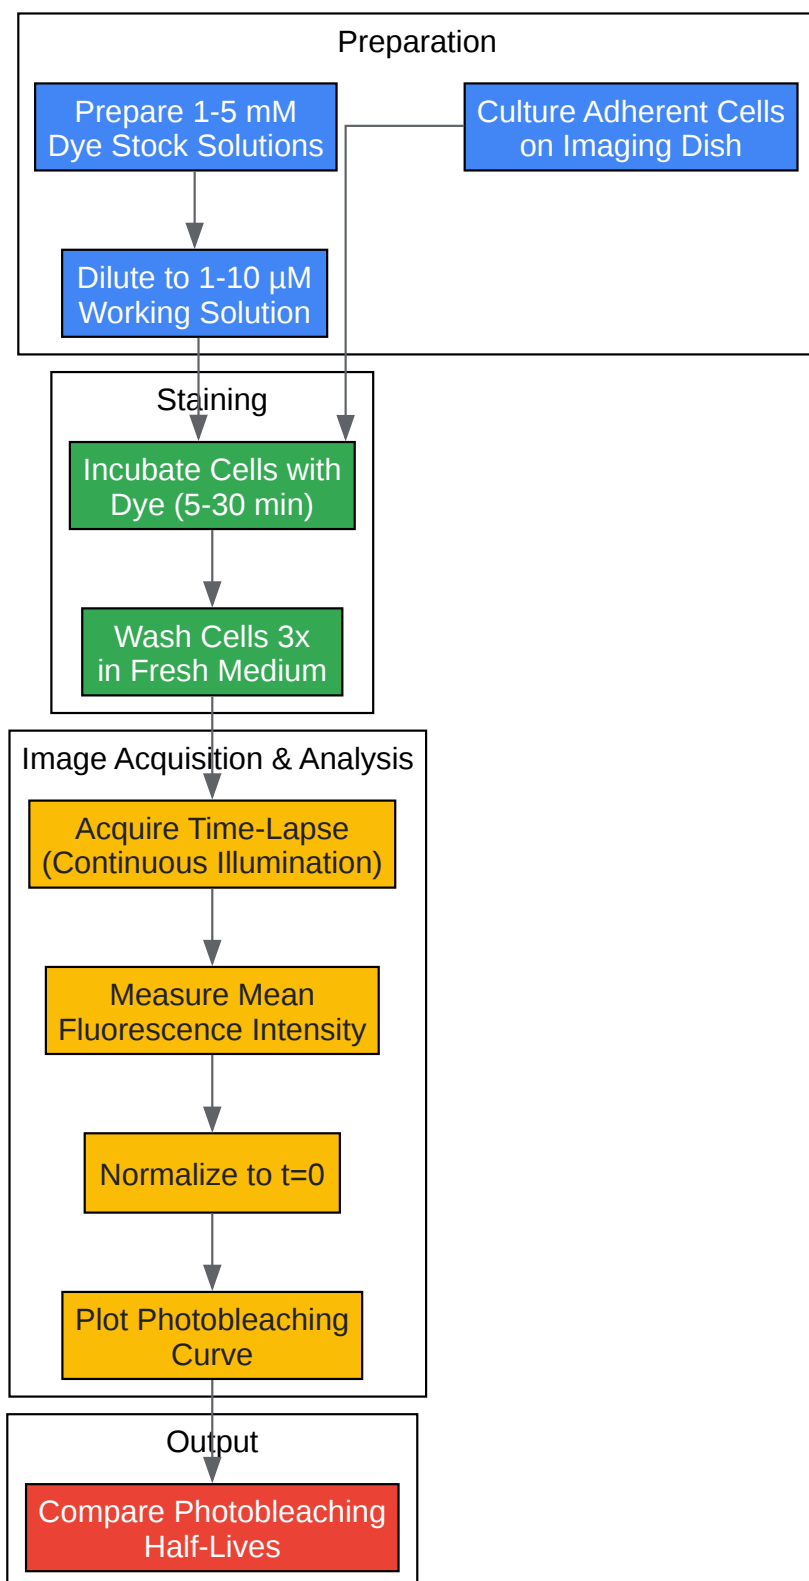 Preparation
Prepare 1-5 mM
Dye Stock Solutions
Culture Adherent Cells
on Imaging Dish
Dilute to 1-10 µM
Working Solution
Staining
Incubate Cells with
Dye (5-30 min)
Wash Cells 3x
in Fresh Medium
Image Acquisition & Analysis
Acquire Time-Lapse
(Continuous Illumination)
Measure Mean
Fluorescence Intensity
Normalize to t=0
Plot Photobleaching
Curve
Output
Compare Photobleaching
Half-Lives